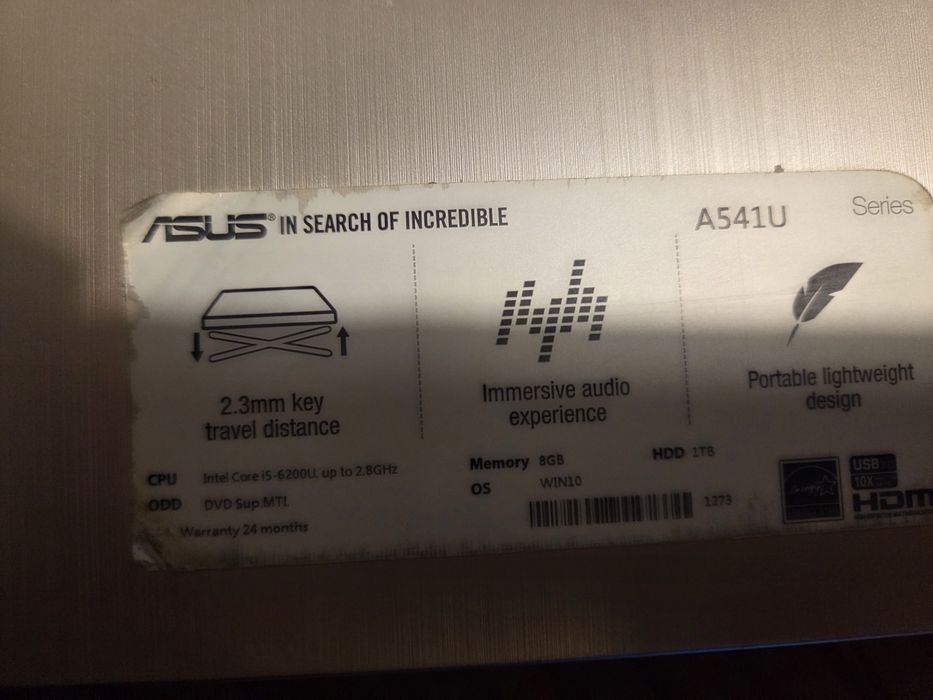 ASUS® IN SEARCH OF INCREDIBLE
A541U Series
2.3mm key
travel distance
Immersive audio
experience
Portable lightweight
design
CPU Intel Core i5-6200U, up to 2.8GHz
ODD DVD Sup.MTL
Warranty 24 months
Memory 8GB
OS WIN10
HDD 1TB
1273
USB
10X
HDMI